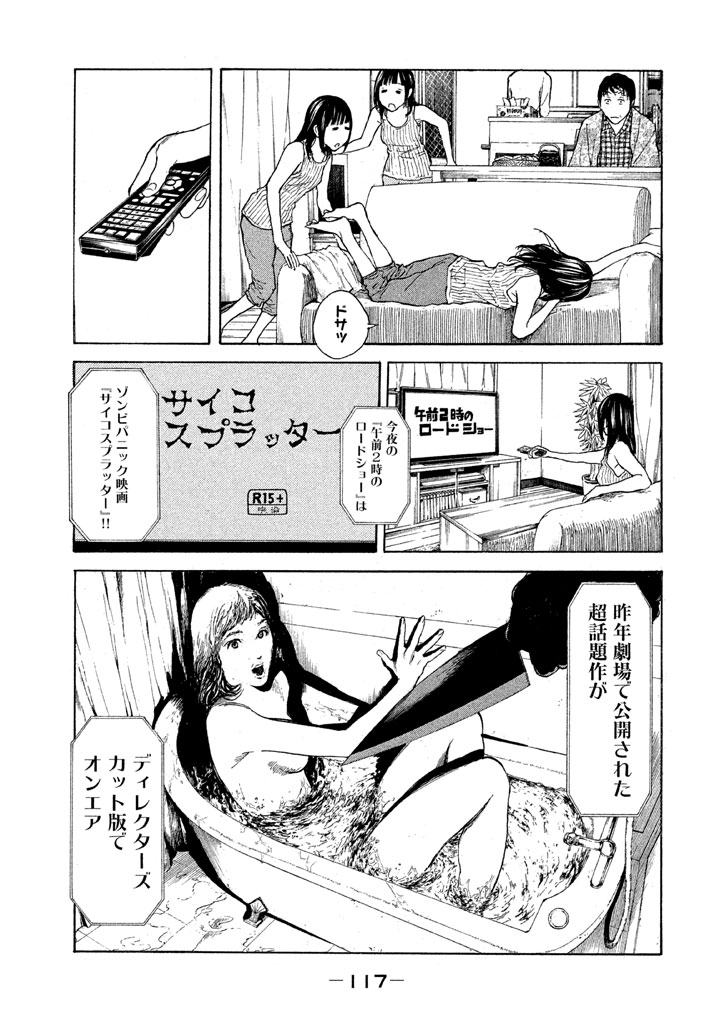 ドサッ
午前2時の
ロードショー
今夜の
『午前2時の
ロードショー』は
サイコ
スプラッター
R15+
ゾンビパニック映画
『サイコスプラッター』!!
昨年劇場で公開された
超話題作が
ディレクターズ
カット版で
オンエア
—117—